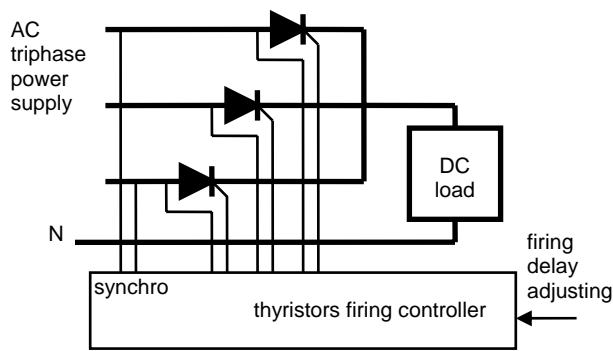 AC
triphase
power
supply
DC
load
N
firing
delay
adjusting
synchro
thyristors firing controller